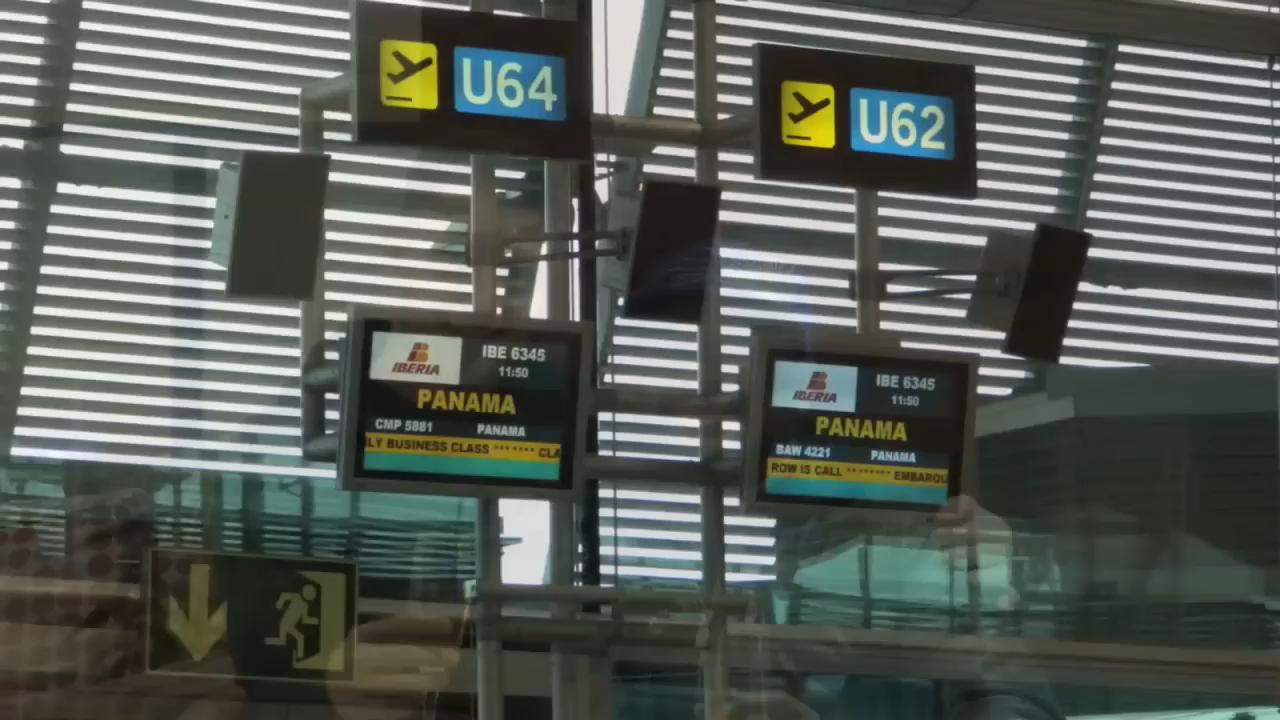 U64
U62
IBERIA
IBE 6345
11:50
PANAMA
CMP 5881 PANAMA
LY BUSINESS CLASS ******* CLA
IBERIA
IBE 6345
11:50
PANAMA
BAW 4221 PANAMA
ROW IS CALL ******** EMBARQU